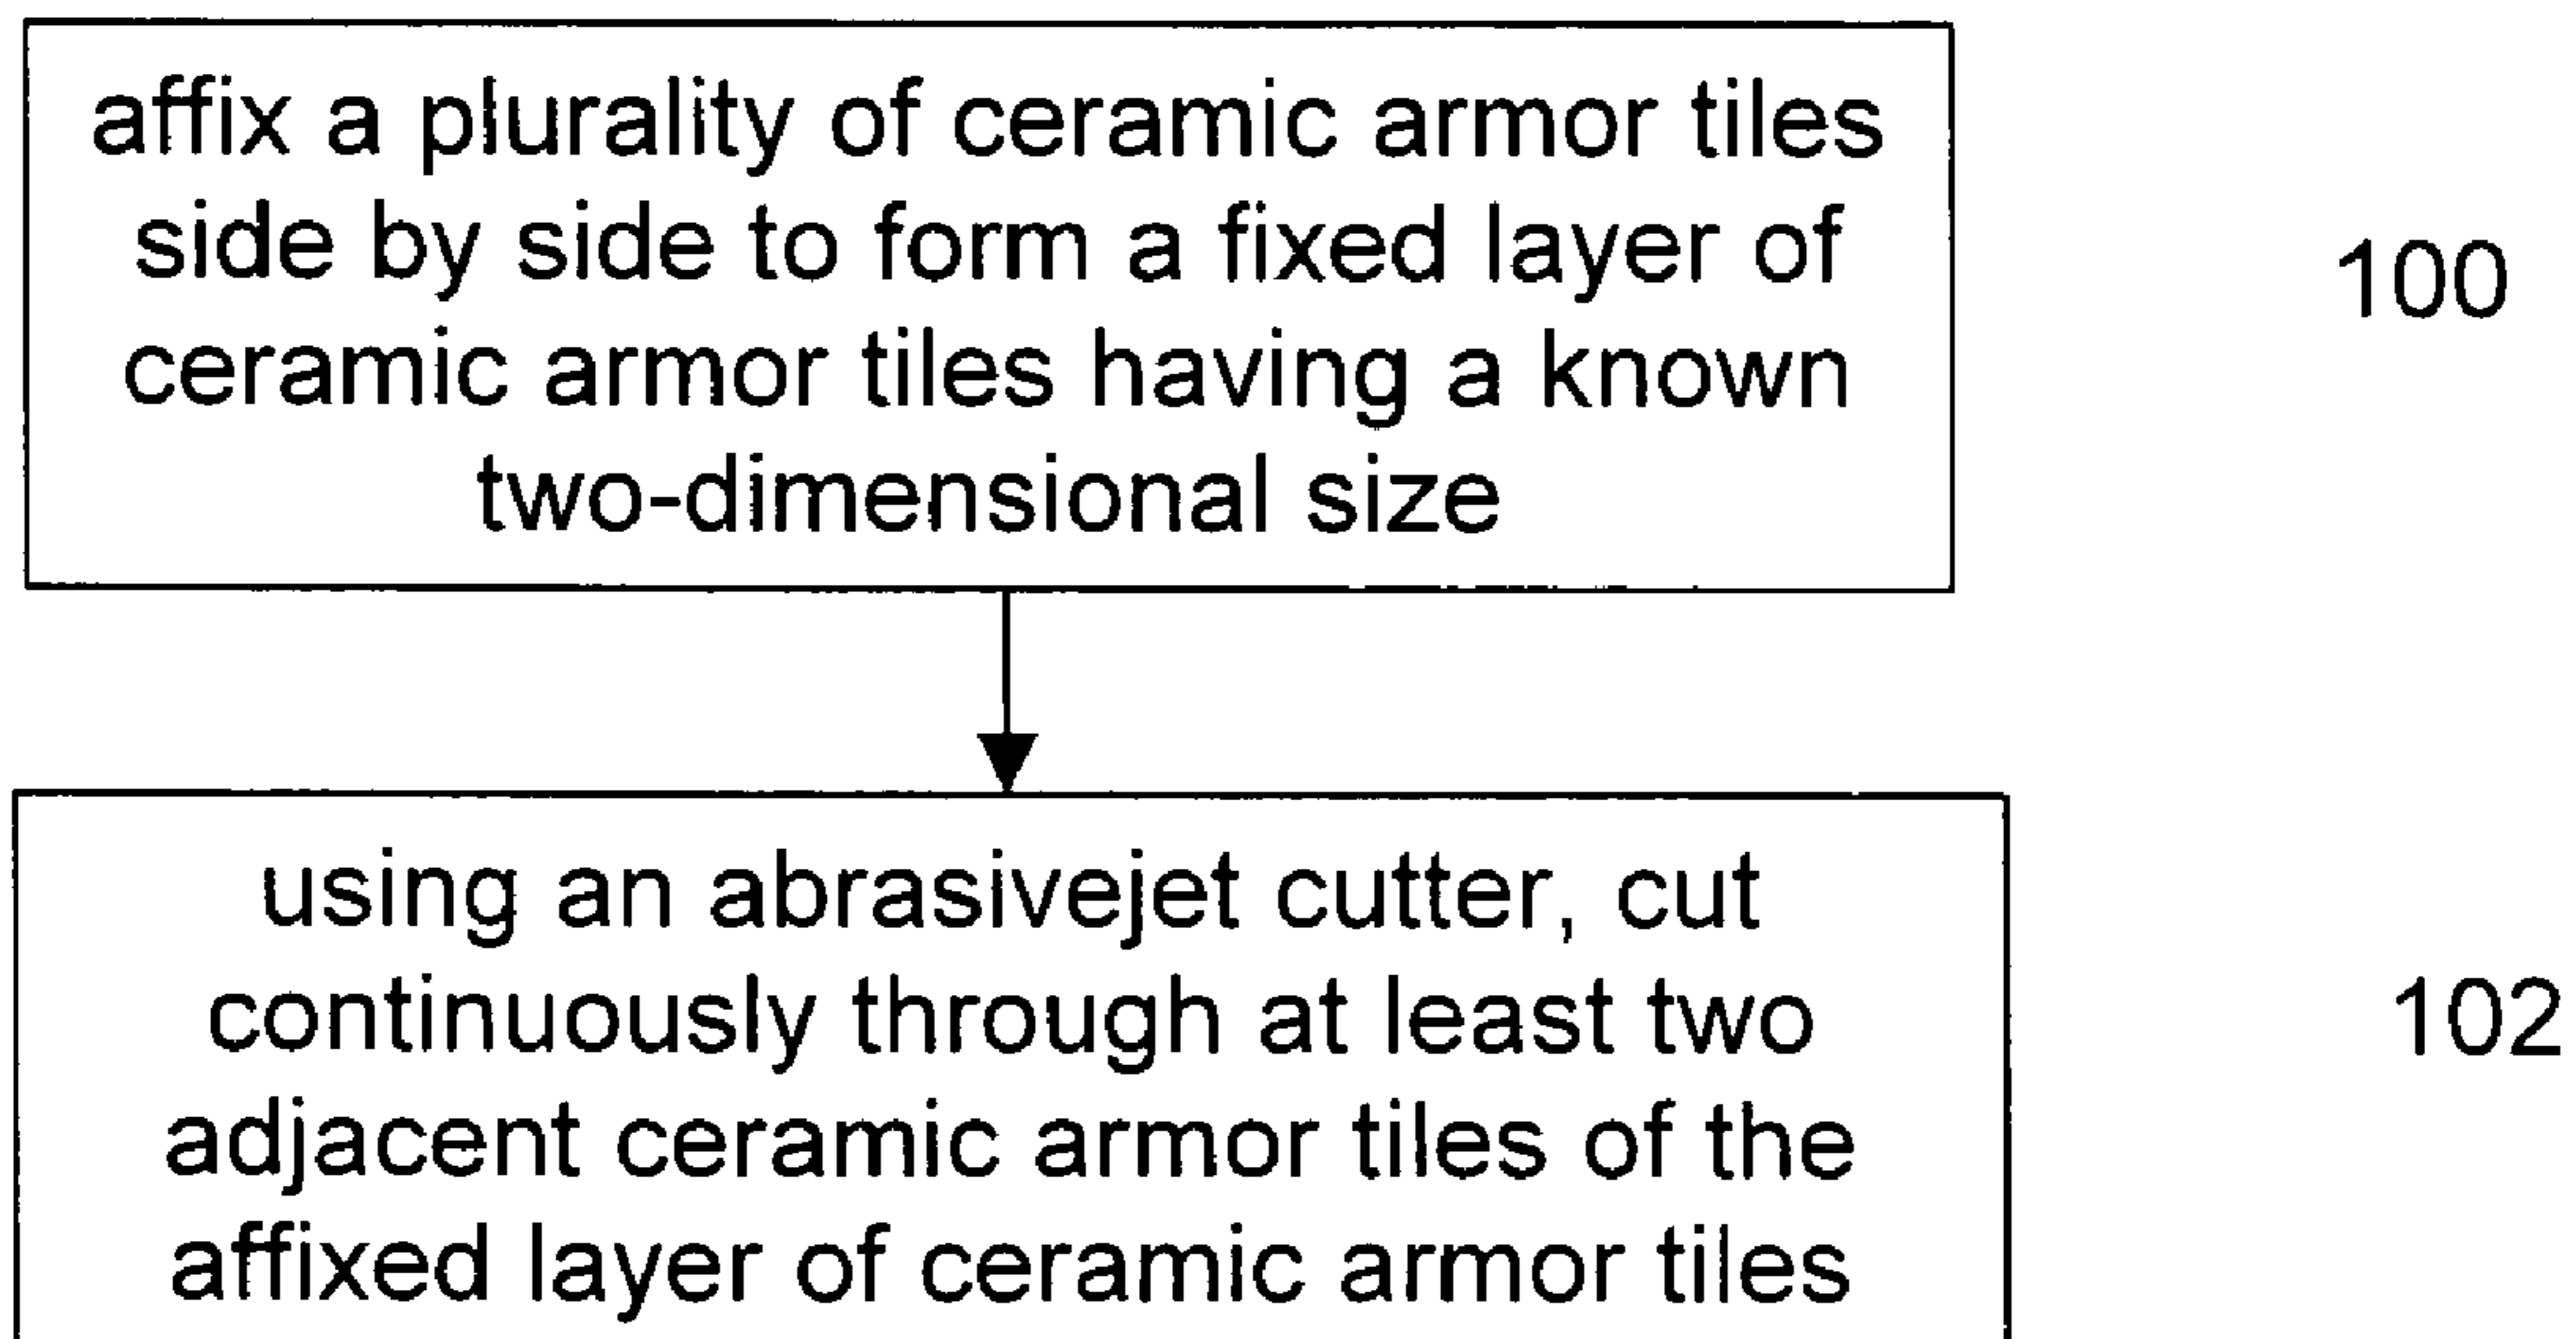 affix a plurality of ceramic armor tiles
side by side to form a fixed layer of
ceramic armor tiles having a known
two-dimensional size
100
using an abrasivejet cutter, cut
continuously through at least two
adjacent ceramic armor tiles of the
affixed layer of ceramic armor tiles
102